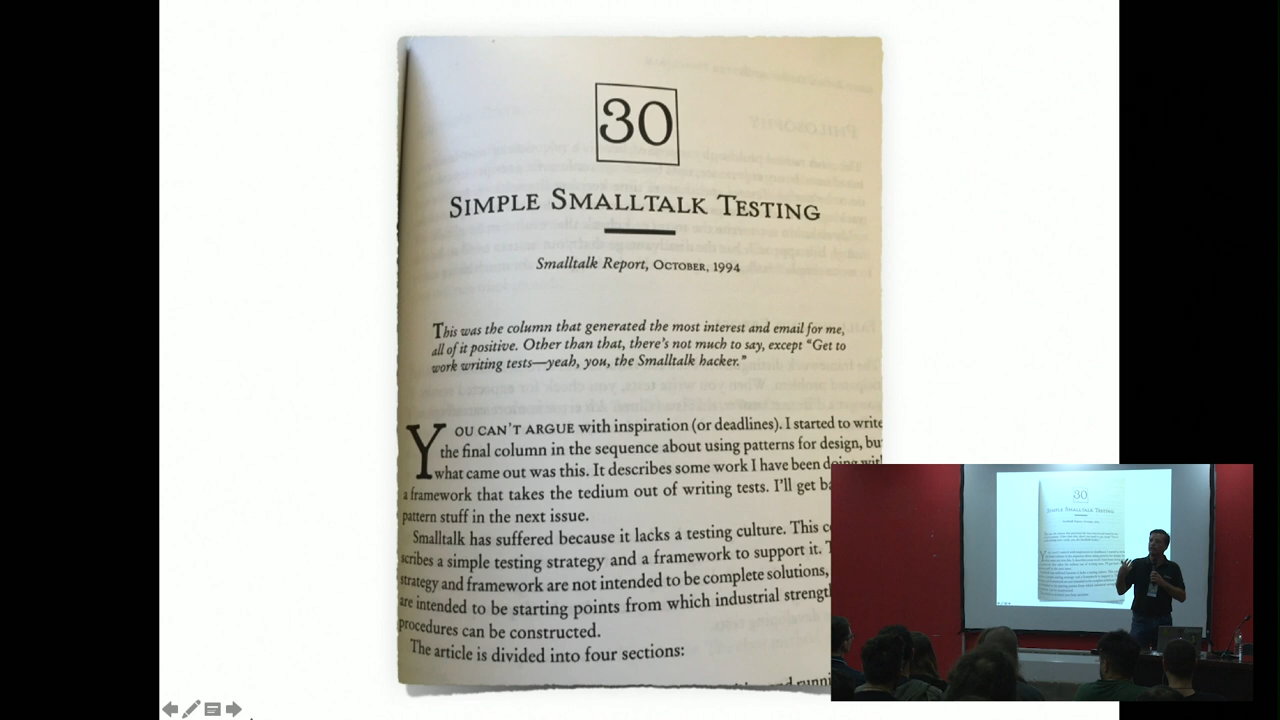 30
SIMPLE SMALLTALK TESTING
Smalltalk Report, OCTOBER, 1994
This was the column that generated the most interest and email for me,
all of it positive. Other than that, there's not much to say, except "Get to
work writing tests—yeah, you, the Smalltalk hacker."
YOU CAN'T ARGUE with inspiration (or deadlines). I started to write
the final column in the sequence about using patterns for design, but
what came out was this. It describes some work I have been doing with
a framework that takes the tedium out of writing tests. I'll get
pattern stuff in the next issue.
Smalltalk has suffered because it lacks a testing culture. This
scribes a simple testing strategy and a framework to support it.
strategy and framework are not intended to be complete solutions,
are intended to be starting points from which industrial
procedures can be constructed.
The article is divided into four sections:
30
SIMPLE SMALLTALK TESTING